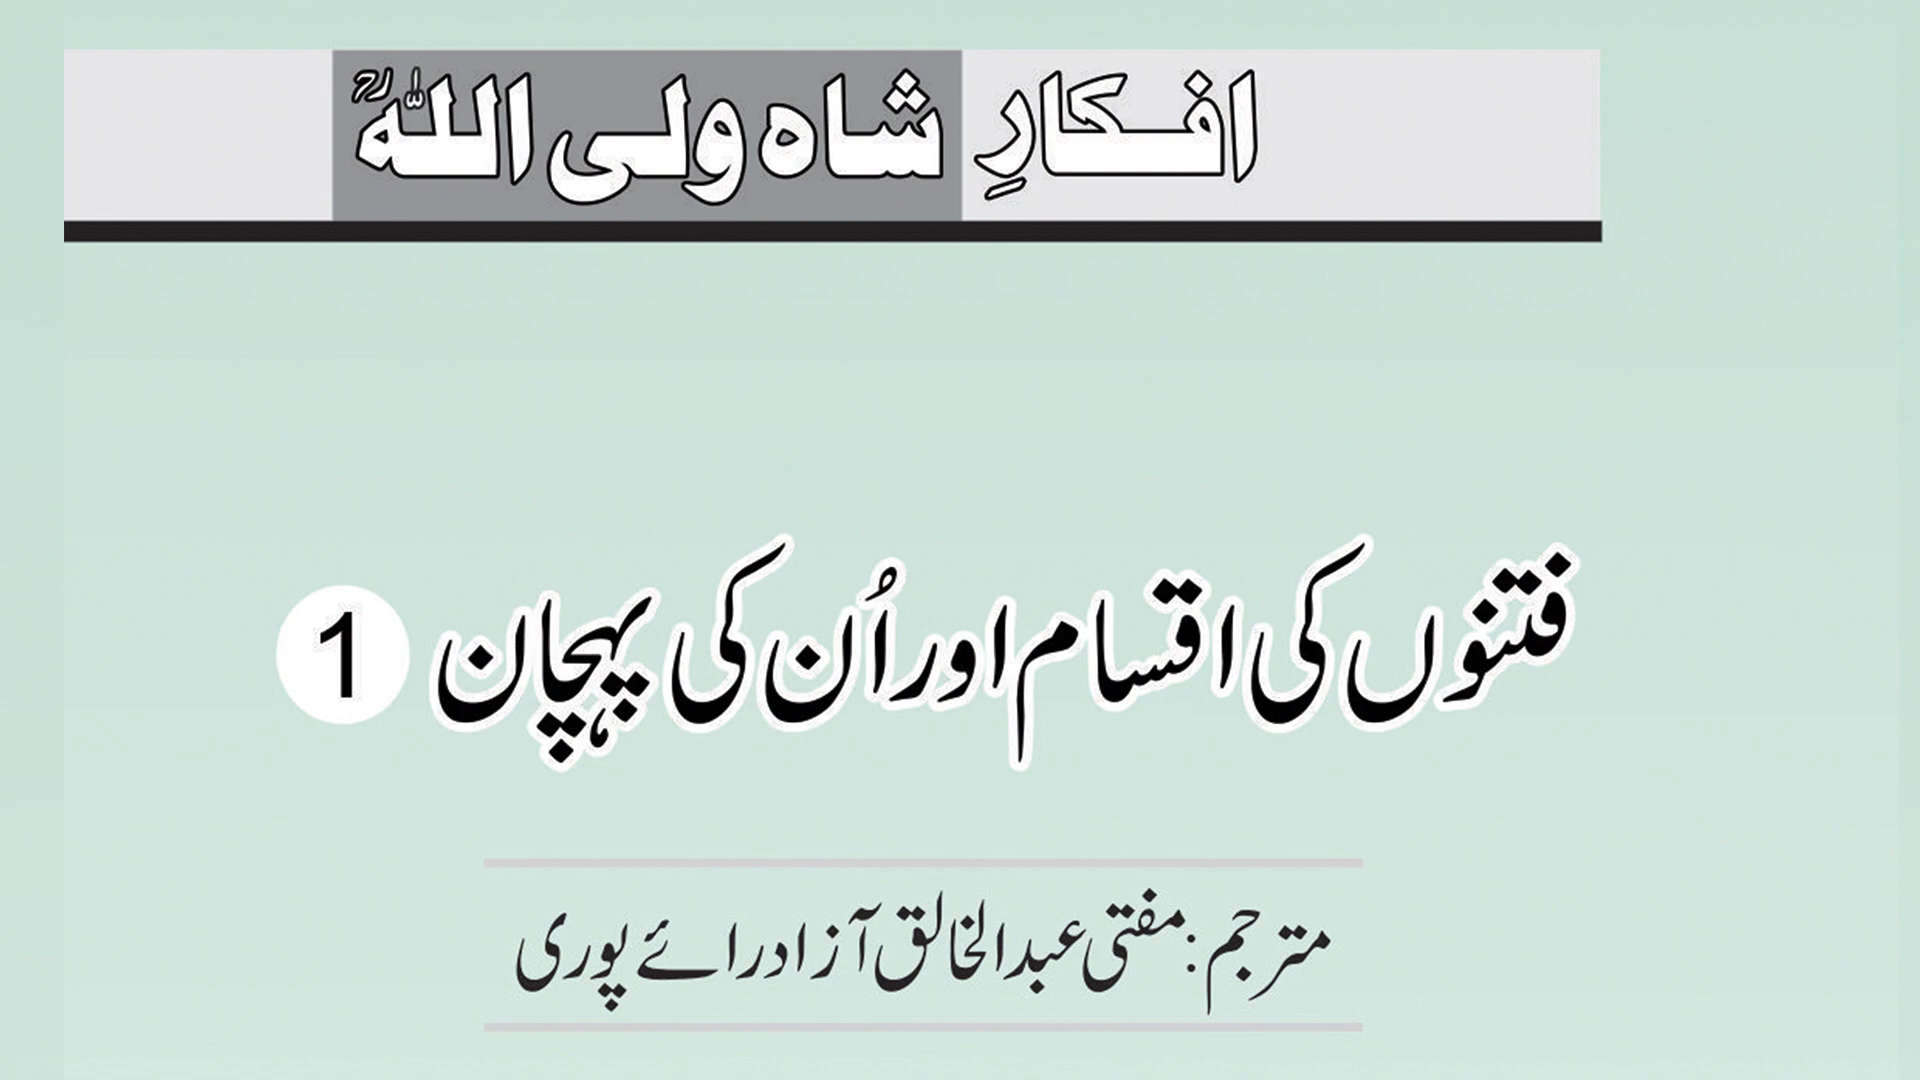 افکارِ شاہ ولی اللہؒ
فتنوں کی اقسام اور اُن کی پہچان 1
مترجم: مفتی عبدالخالق آزاد رائے پوری